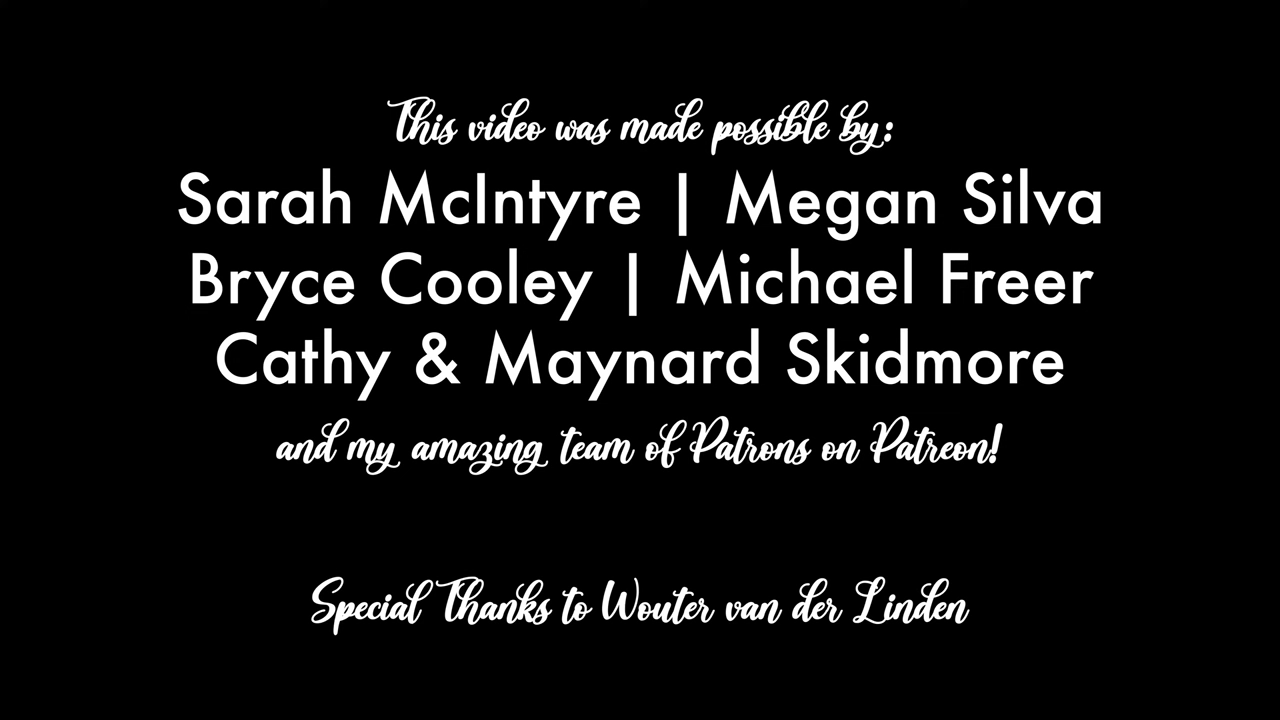 This video was made possible by:
Sarah McIntyre | Megan Silva
Bryce Cooley | Michael Freer
Cathy & Maynard Skidmore
and my amazing team of Patrons on Patreon!
Special Thanks to Wouter van der Linden